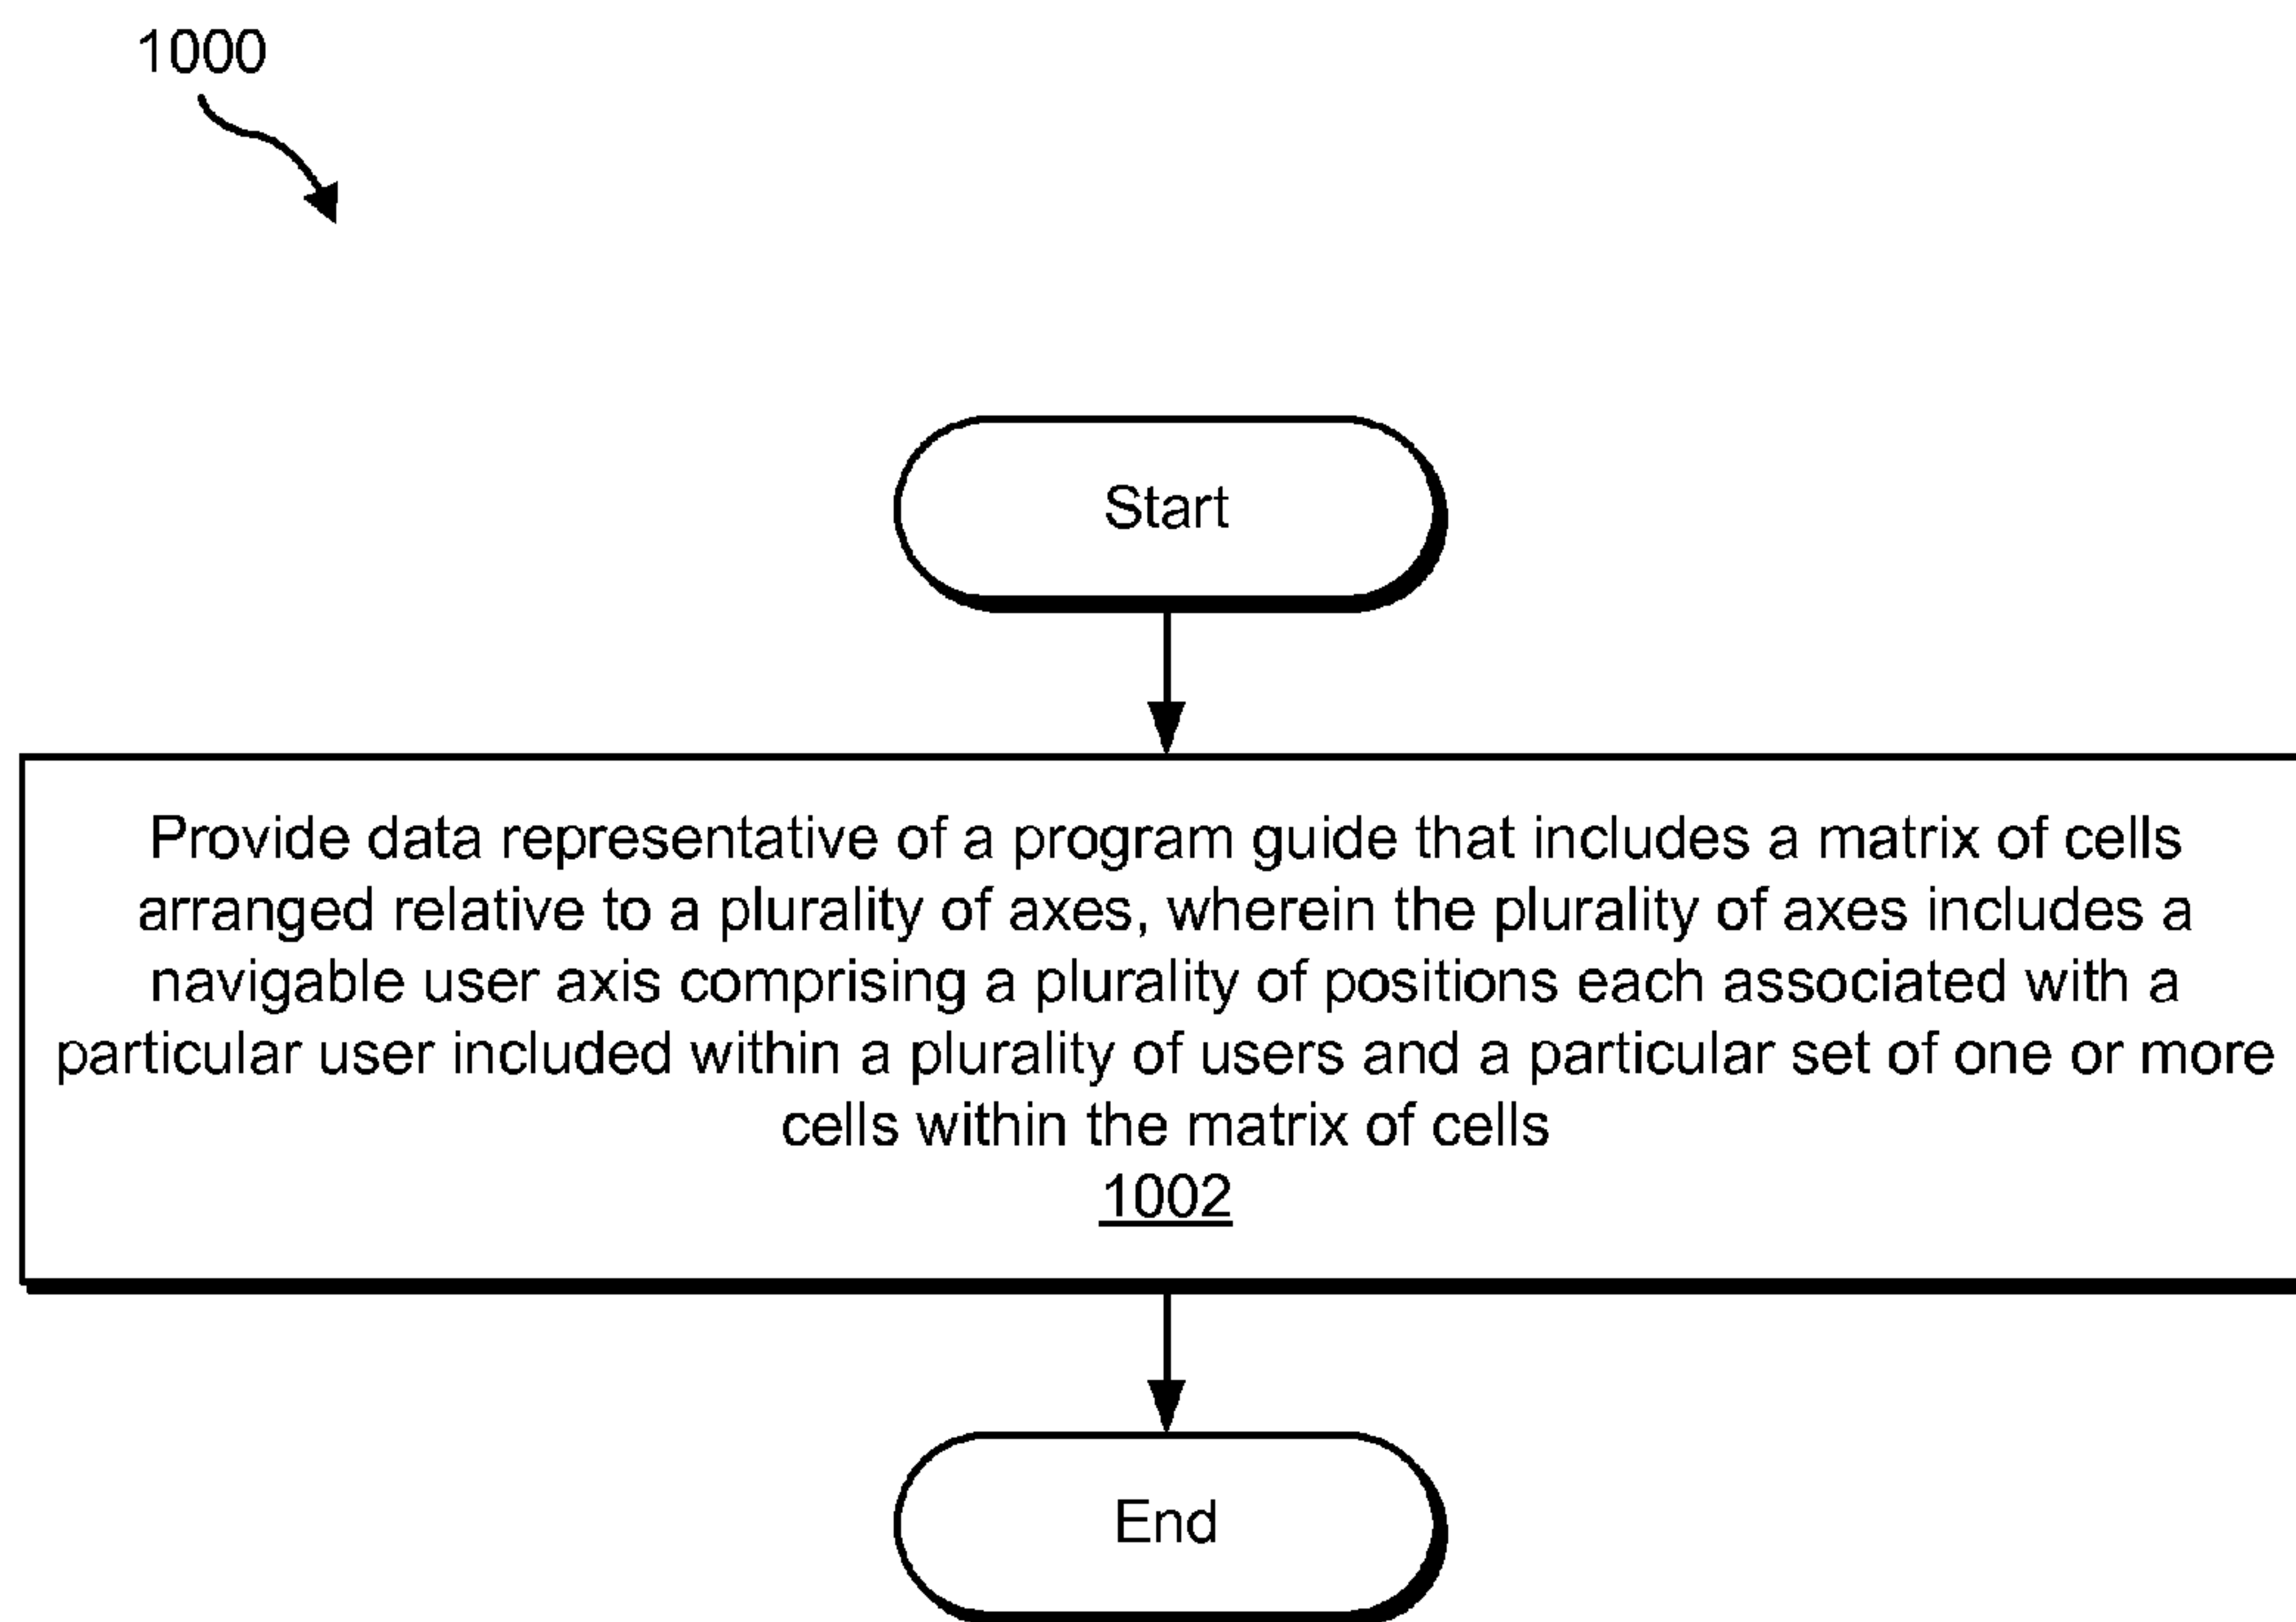 1000
Start
Provide data representative of a program guide that includes a matrix of cells
arranged relative to a plurality of axes, wherein the plurality of axes includes a
navigable user axis comprising a plurality of positions each associated with a
particular user included within a plurality of users and a particular set of one or more
cells within the matrix of cells
1002
End